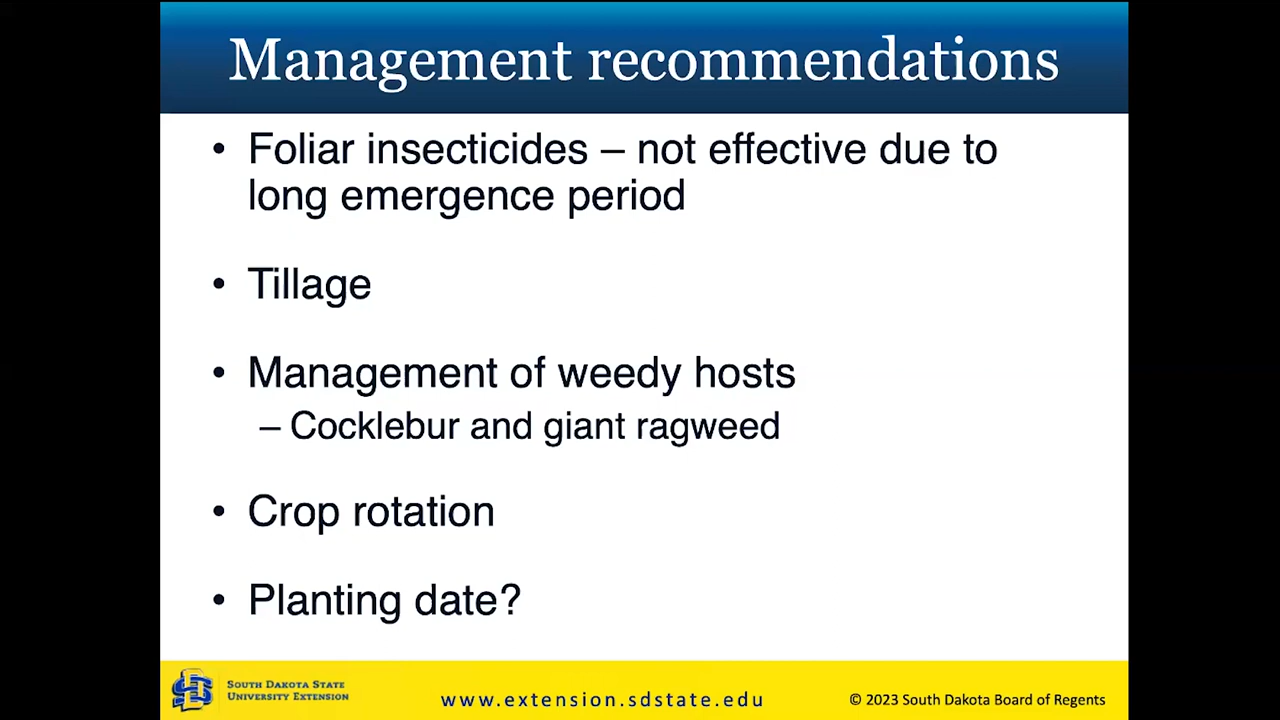 Management recommendations
• Foliar insecticides – not effective due to
long emergence period
• Tillage
• Management of weedy hosts
– Cocklebur and giant ragweed
• Crop rotation
• Planting date?
SOUTH DAKOTA STATE
UNIVERSITY EXTENSION
www.extension.sdstate.edu
© 2023 South Dakota Board of Regents